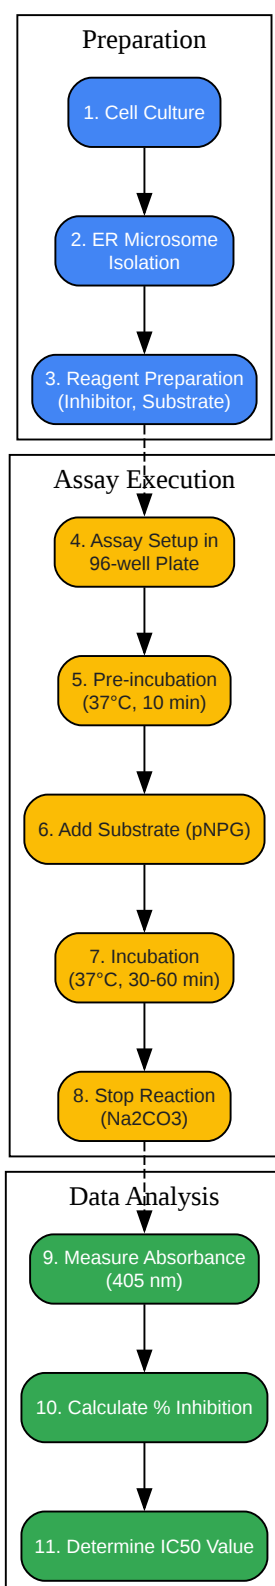 Preparation
1. Cell Culture
2. ER Microsome
Isolation
3. Reagent Preparation
(Inhibitor, Substrate)
Assay Execution
4. Assay Setup in
96-well Plate
5. Pre-incubation
(37°C, 10 min)
6. Add Substrate (pNPG)
7. Incubation
(37°C, 30-60 min)
8. Stop Reaction
(Na2CO3)
Data Analysis
9. Measure Absorbance
(405 nm)
10. Calculate % Inhibition
11. Determine IC50 Value